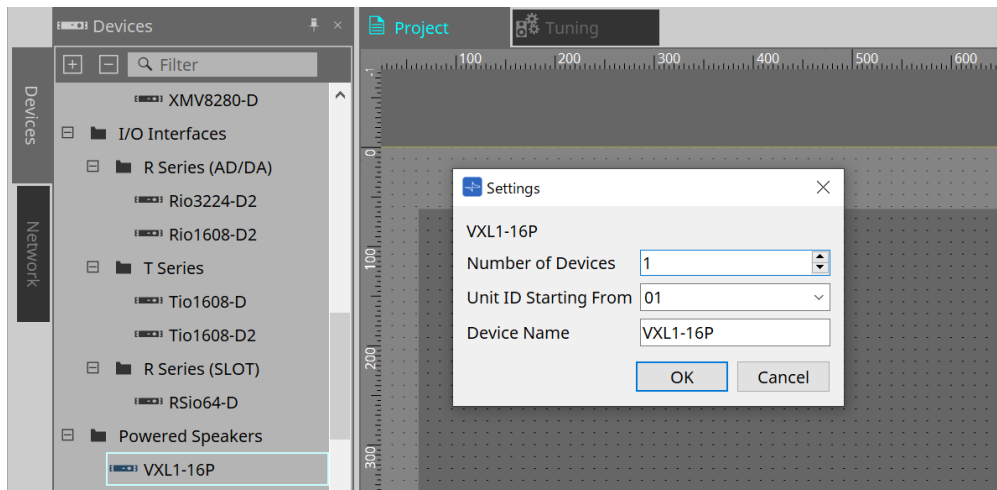 Devices
Project
Tuning
Filter
Devices
Network
XMV8280-D
I/O Interfaces
R Series (AD/DA)
Rio3224-D2
Rio1608-D2
T Series
Tio1608-D
Tio1608-D2
R Series (SLOT)
RSio64-D
Powered Speakers
VXL1-16P
100 200 300 400 500 600
-1
0
100
200
300
Settings
VXL1-16P
Number of Devices 1
Unit ID Starting From 01
Device Name VXL1-16P
OK Cancel